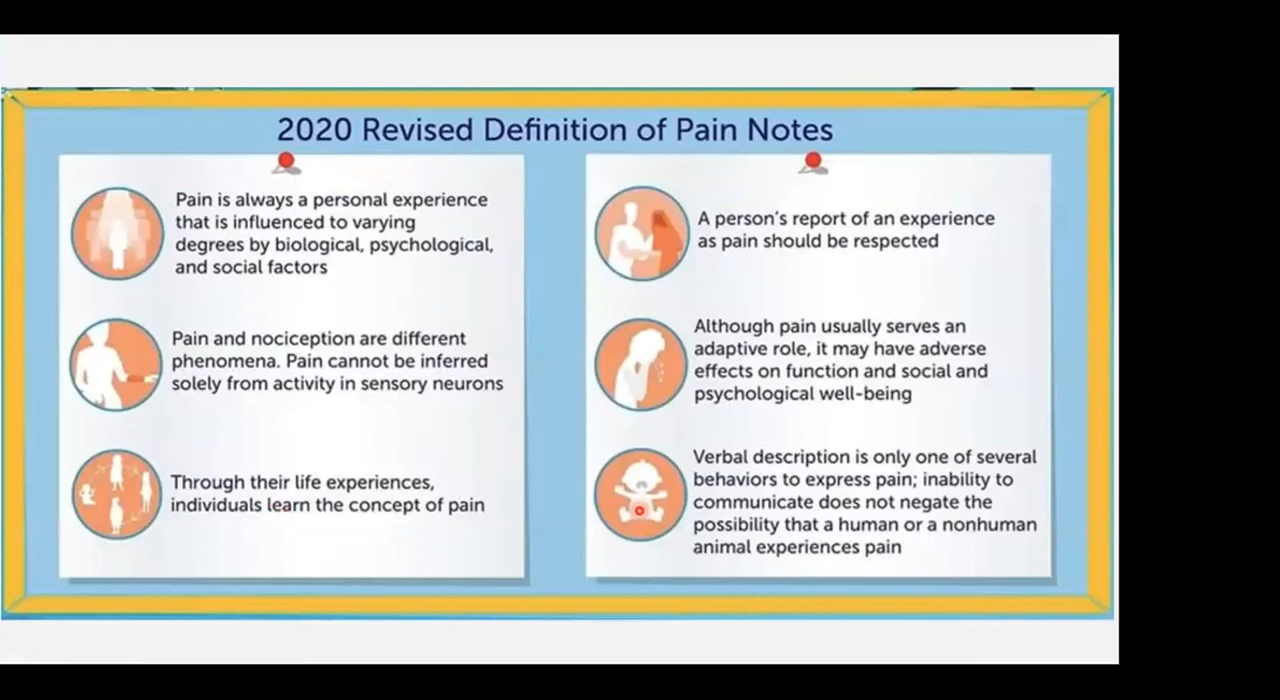 2020 Revised Definition of Pain Notes
Pain is always a personal experience
that is influenced to varying
degrees by biological, psychological,
and social factors
Pain and nociception are different
phenomena. Pain cannot be inferred
solely from activity in sensory neurons
Through their life experiences,
individuals learn the concept of pain
A person's report of an experience
as pain should be respected
Although pain usually serves an
adaptive role, it may have adverse
effects on function and social and
psychological well-being
Verbal description is only one of several
behaviors to express pain; inability to
communicate does not negate the
possibility that a human or a nonhuman
animal experiences pain